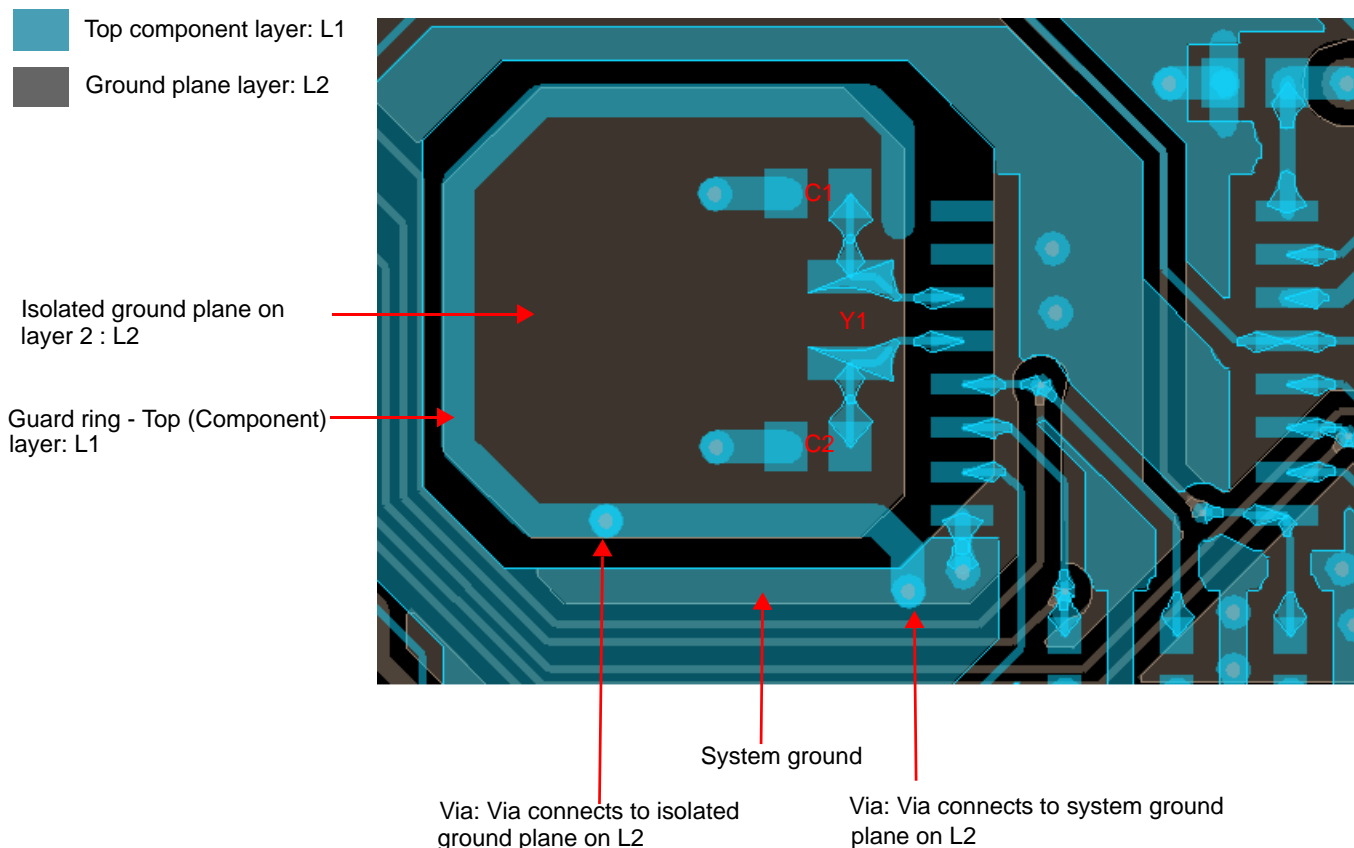 Top component layer: L1
Ground plane layer: L2
C1
Isolated ground plane on
layer 2 : L2
Y1
Guard ring - Top (Component)
layer: L1
C2
System ground
Via: Via connects to isolated
ground plane on L2
Via: Via connects to system ground
plane on L2